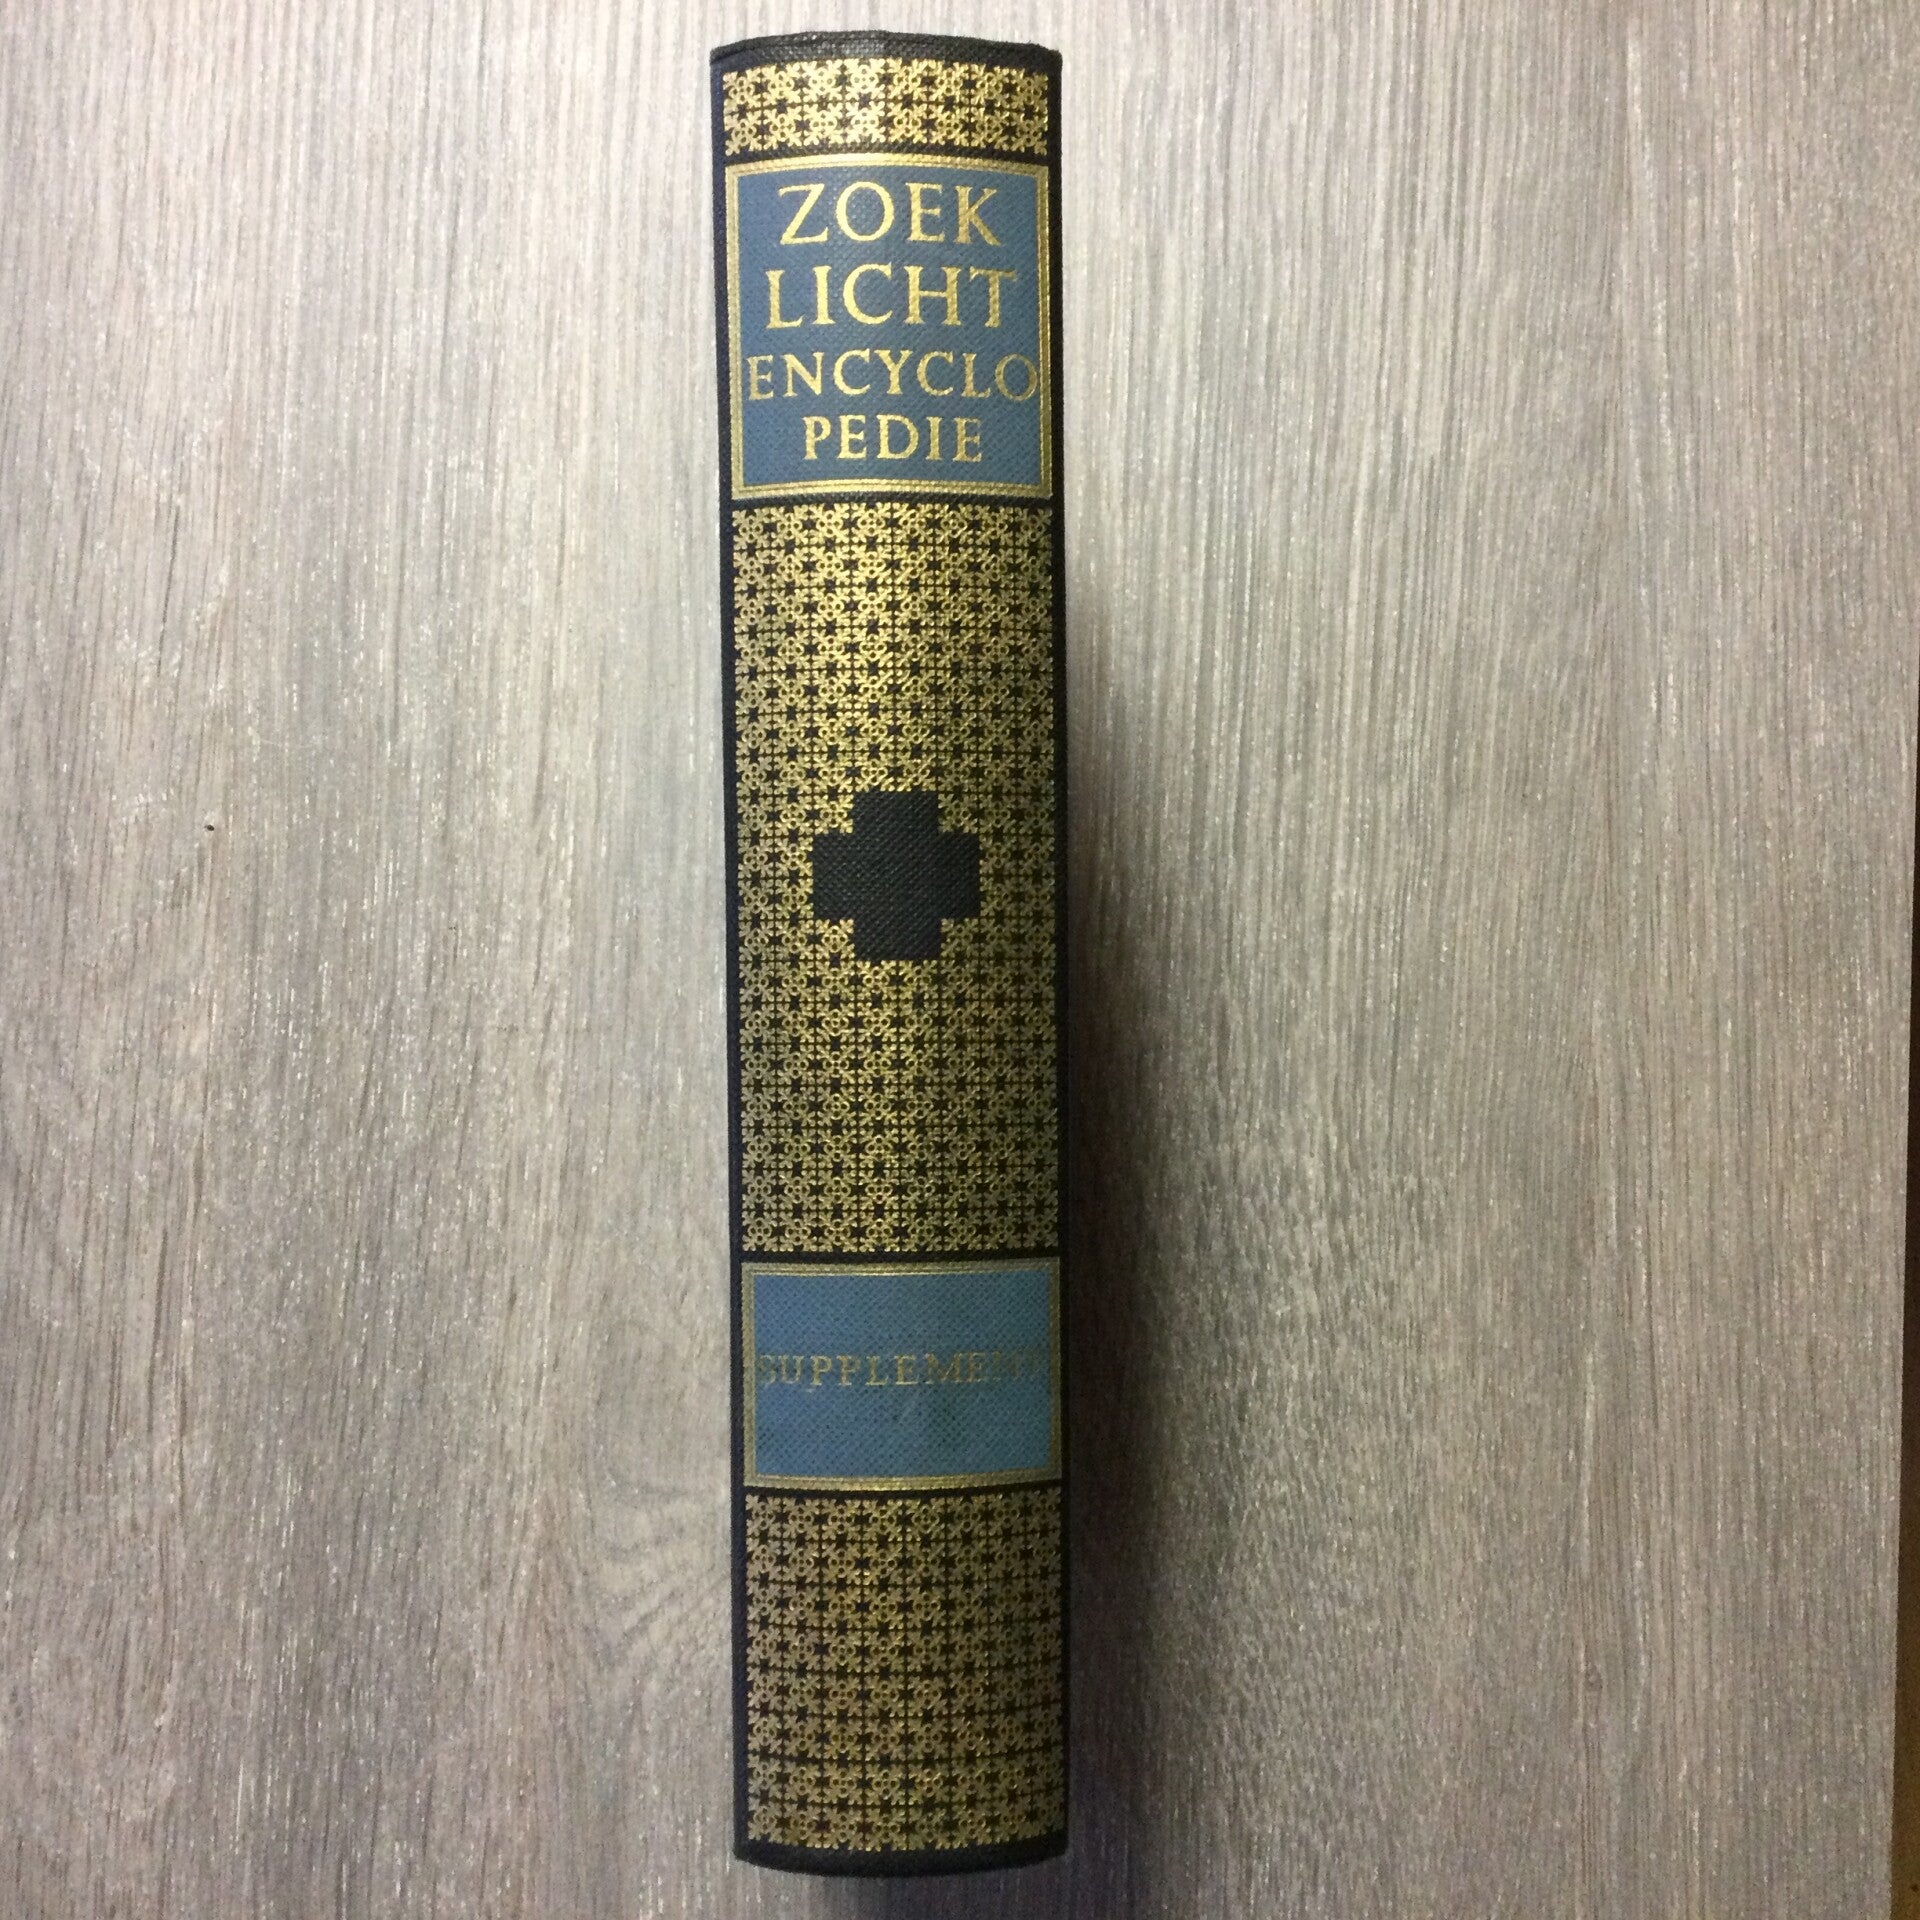 ZOEK
LICHT
ENCYCLO
PEDIE
SUPPLEMENT